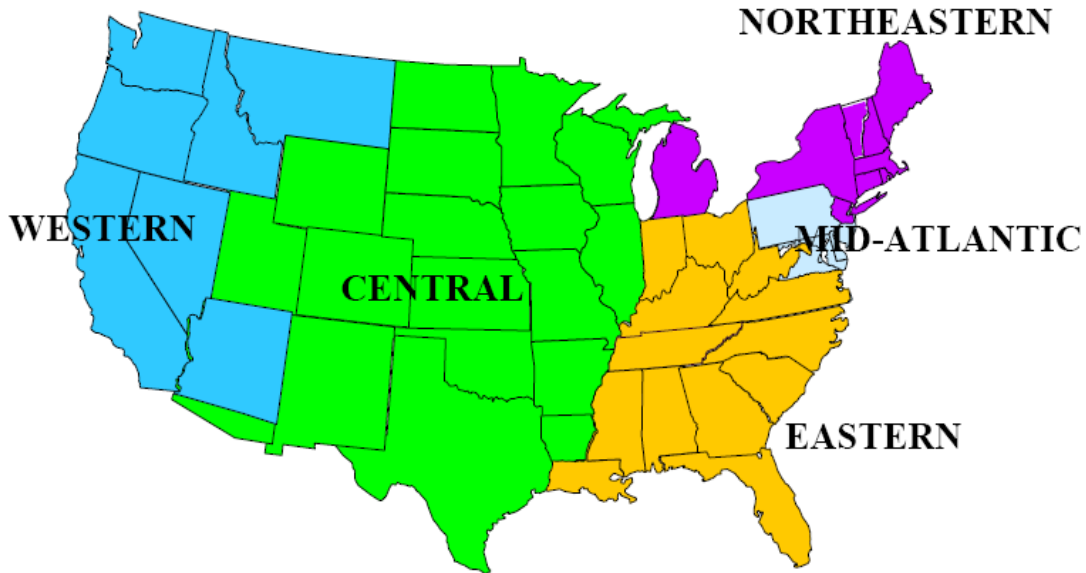 NORTHEASTERN
WESTERN
MID-ATLANTIC
CENTRAL
EASTERN